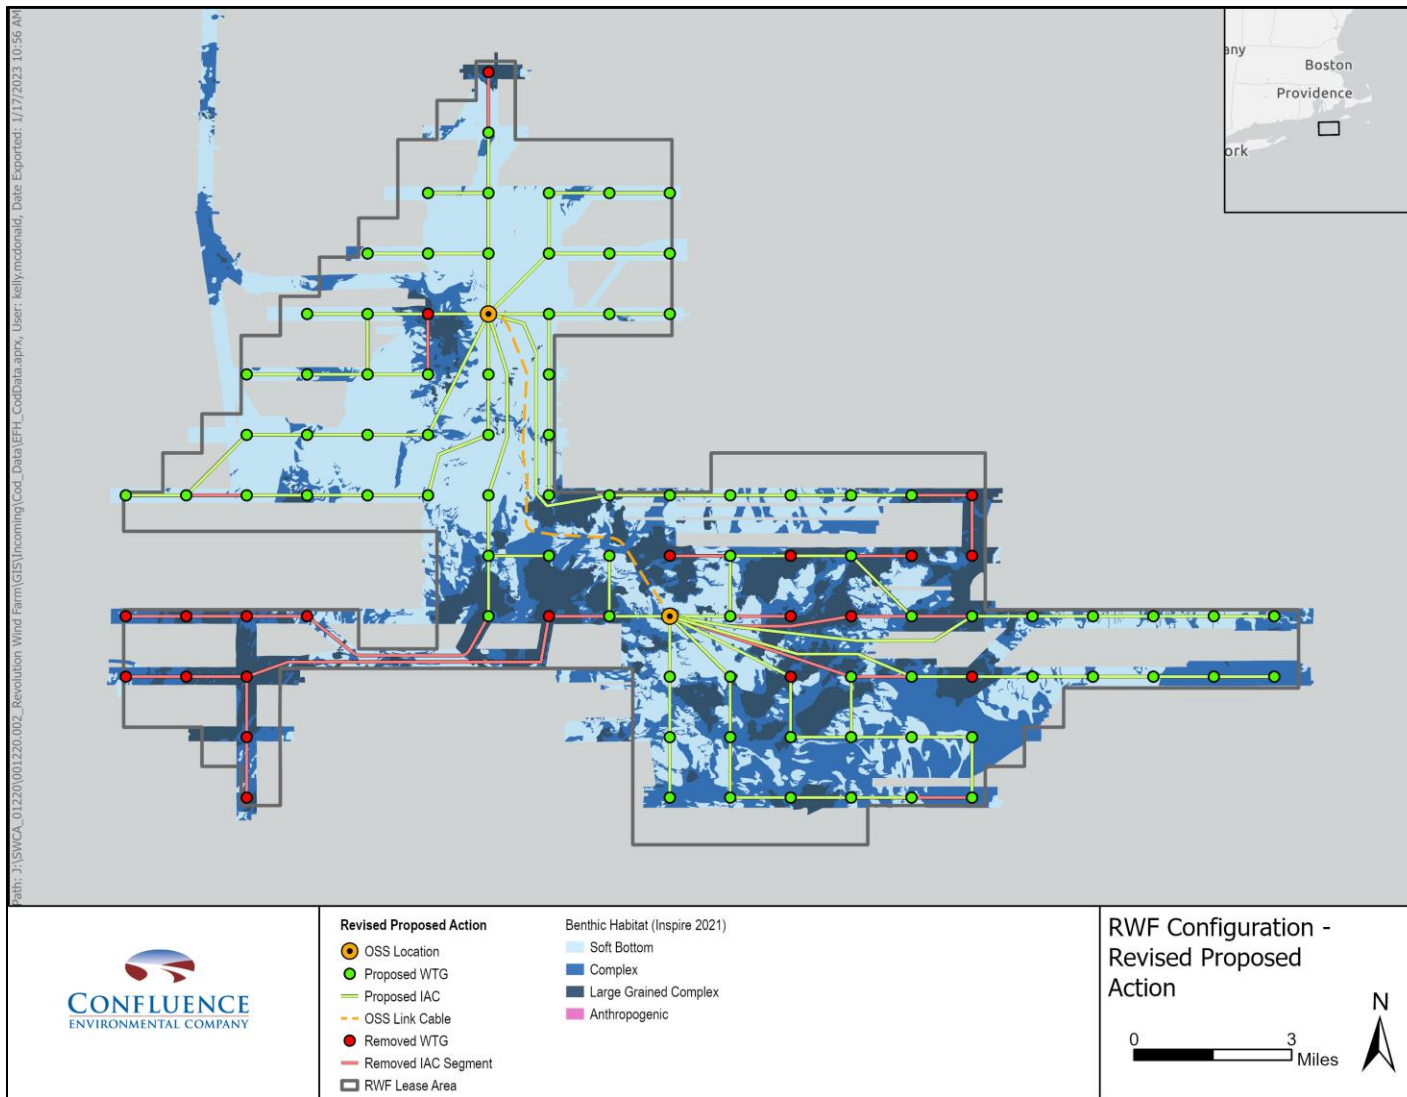 Path: J:\SWCA_01220\001220.002_Revolution Wind Farm\GIS\Incoming\Cod_Data\EFH_CodData.aprx, User: kelly.mcdonald, Date Exported: 1/17/2023 10:56 AM
any
Boston
Providence
ork
CONFLUENCE
ENVIRONMENTAL COMPANY
Revised Proposed Action
OSS Location
Proposed WTG
Proposed IAC
OSS Link Cable
Removed WTG
Removed IAC Segment
RWF Lease Area
Benthic Habitat (Inspire 2021)
Soft Bottom
Complex
Large Grained Complex
Anthropogenic
RWF Configuration -
Revised Proposed
Action
0 3
Miles
N